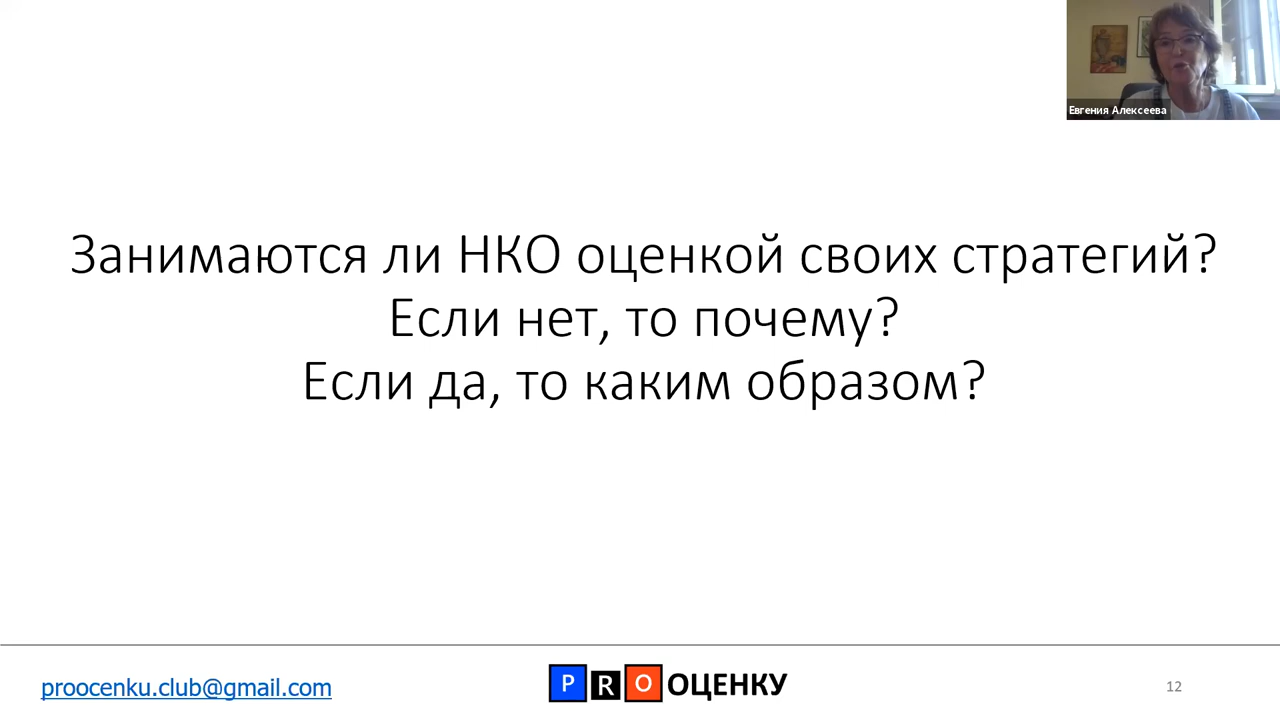 Евгения Алексеева
Занимаются ли НКО оценкой своих стратегий?
Если нет, то почему?
Если да, то каким образом?
proocenku.club@gmail.com
PRO ОЦЕНКУ
12